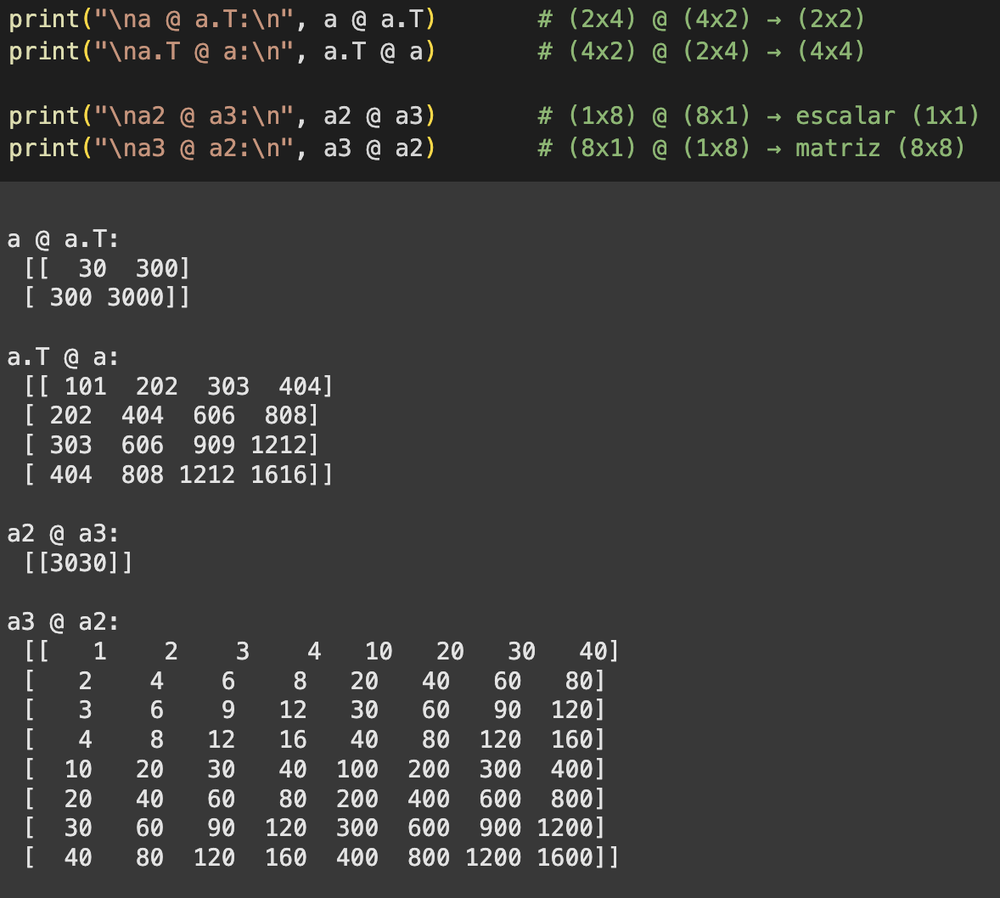 print("\na @ a.T:\n", a @ a.T)       # (2x4) @ (4x2) → (2x2)
print("\na.T @ a:\n", a.T @ a)       # (4x2) @ (2x4) → (4x4)
print("\na2 @ a3:\n", a2 @ a3)       # (1x8) @ (8x1) → escalar (1x1)
print("\na3 @ a2:\n", a3 @ a2)       # (8x1) @ (1x8) → matriz (8x8)
a @ a.T:
 [[  30  300]
 [ 300 3000]]
a.T @ a:
 [[ 101  202  303  404]
 [ 202  404  606  808]
 [ 303  606  909 1212]
 [ 404  808 1212 1616]]
a2 @ a3:
 [[3030]]
a3 @ a2:
 [[   1    2    3    4   10   20   30   40]
 [   2    4    6    8   20   40   60   80]
 [   3    6    9   12   30   60   90  120]
 [   4    8   12   16   40   80  120  160]
 [  10   20   30   40  100  200  300  400]
 [  20   40   60   80  200  400  600  800]
 [  30   60   90  120  300  600  900 1200]
 [  40   80  120  160  400  800 1200 1600]]